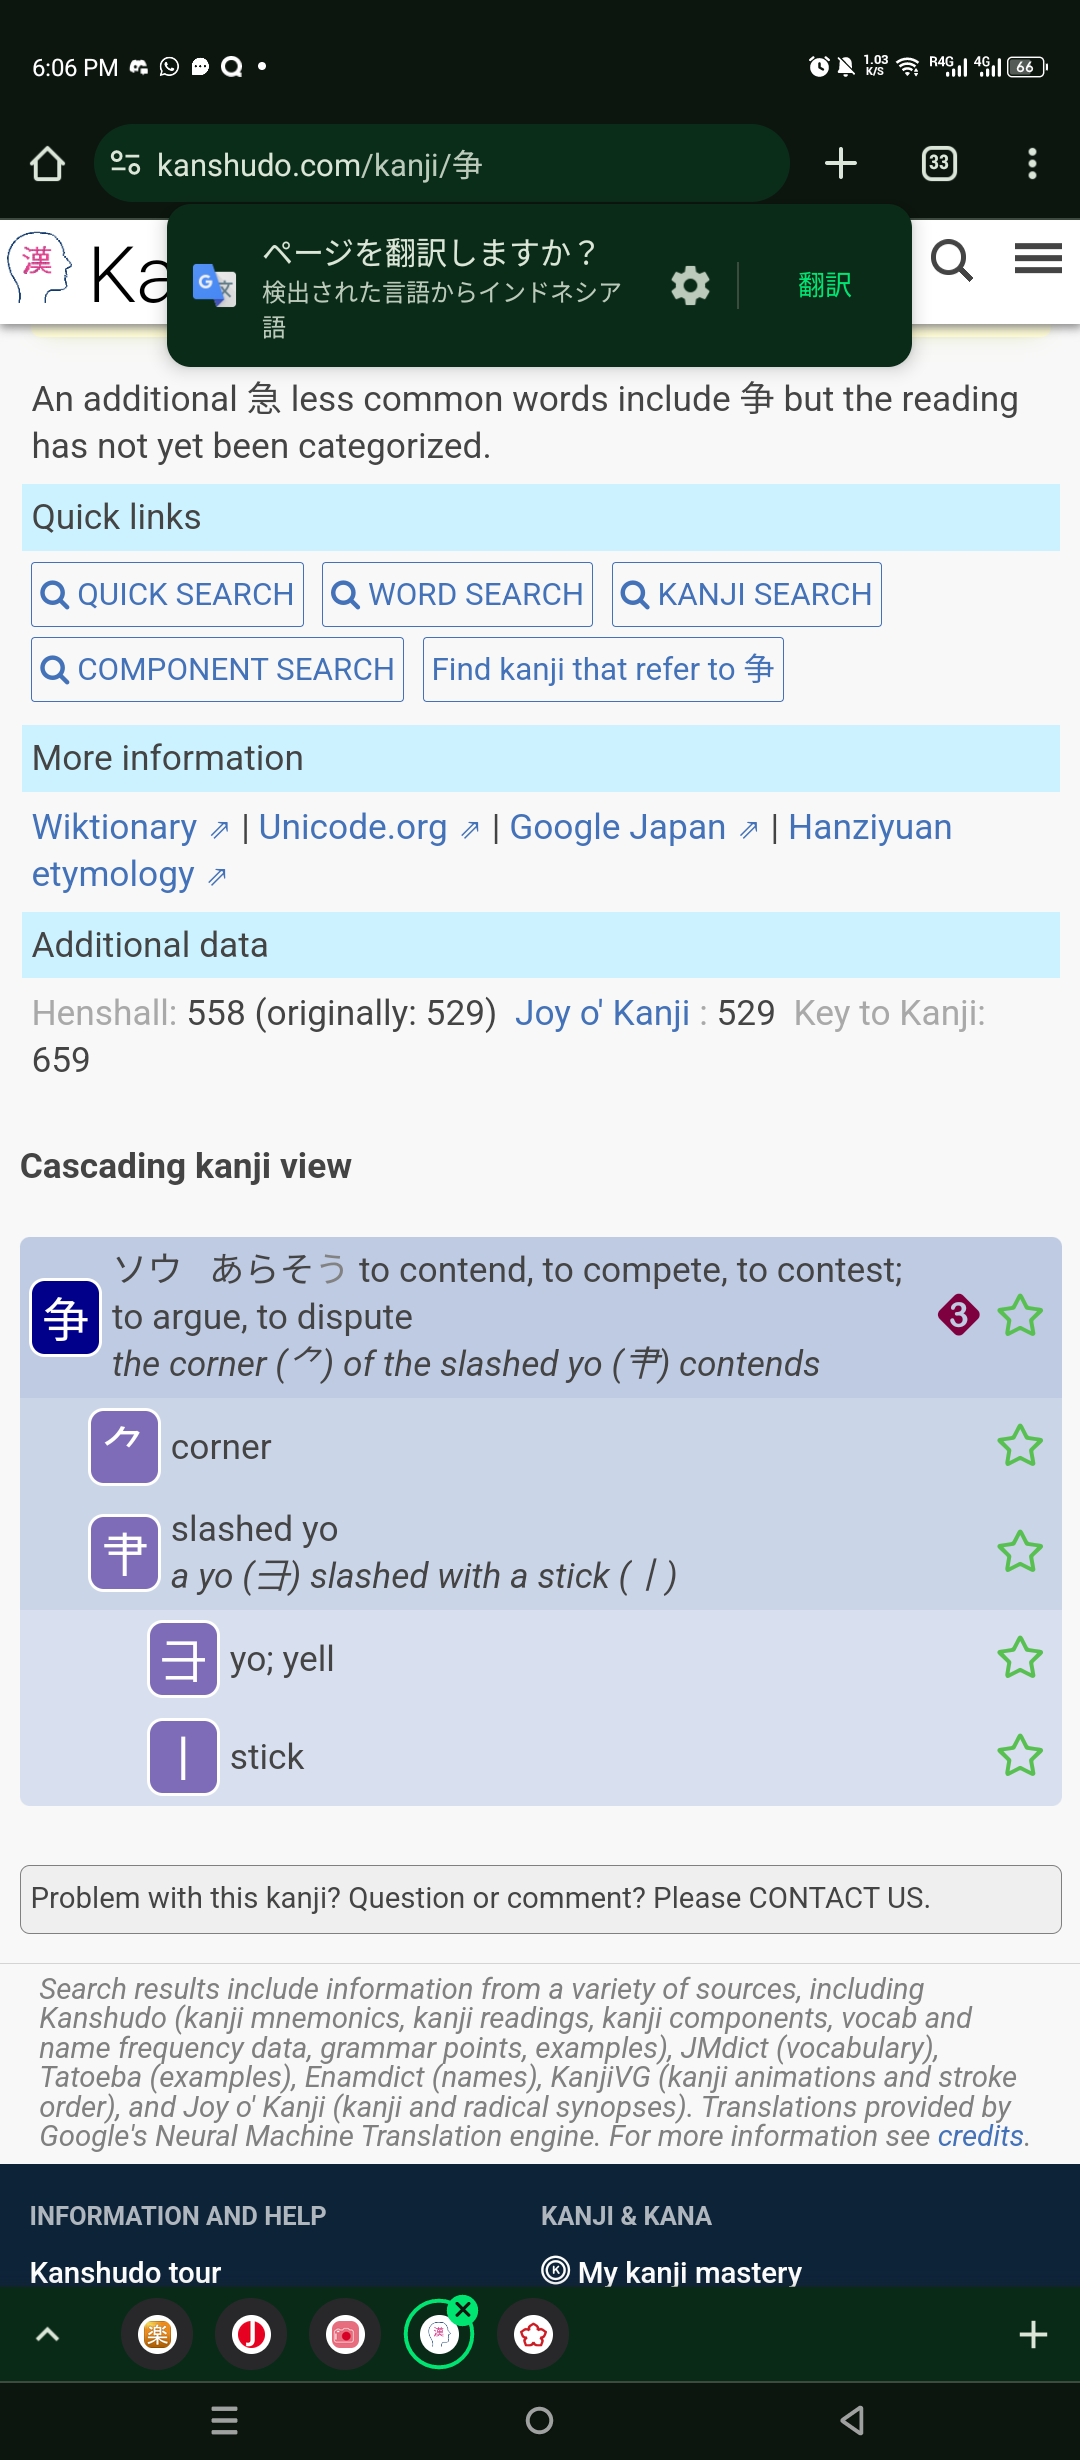 6:06 PM
1.03 K/S R4G 4G 66
kanshudo.com/kanji/争
33
漢 Ka
ページを翻訳しますか？
検出された言語からインドネシア
語
翻訳
An additional 急 less common words include 争 but the reading
has not yet been categorized.
Quick links
QUICK SEARCH WORD SEARCH KANJI SEARCH
COMPONENT SEARCH Find kanji that refer to 争
More information
Wiktionary ⇗ | Unicode.org ⇗ | Google Japan ⇗ | Hanziyuan
etymology ⇗
Additional data
Henshall: 558 (originally: 529) Joy o' Kanji : 529 Key to Kanji:
659
Cascading kanji view
争 ソウ あらそう to contend, to compete, to contest;
to argue, to dispute
the corner (⺈) of the slashed yo (肀) contends
3
⺈ corner
肀 slashed yo
a yo (彐) slashed with a stick (丨)
彐 yo; yell
丨 stick
Problem with this kanji? Question or comment? Please CONTACT US.
Search results include information from a variety of sources, including
Kanshudo (kanji mnemonics, kanji readings, kanji components, vocab and
name frequency data, grammar points, examples), JMdict (vocabulary),
Tatoeba (examples), Enamdict (names), KanjiVG (kanji animations and stroke
order), and Joy o' Kanji (kanji and radical synopses). Translations provided by
Google's Neural Machine Translation engine. For more information see credits.
INFORMATION AND HELP KANJI & KANA
Kanshudo tour My kanji mastery
楽 J 漢